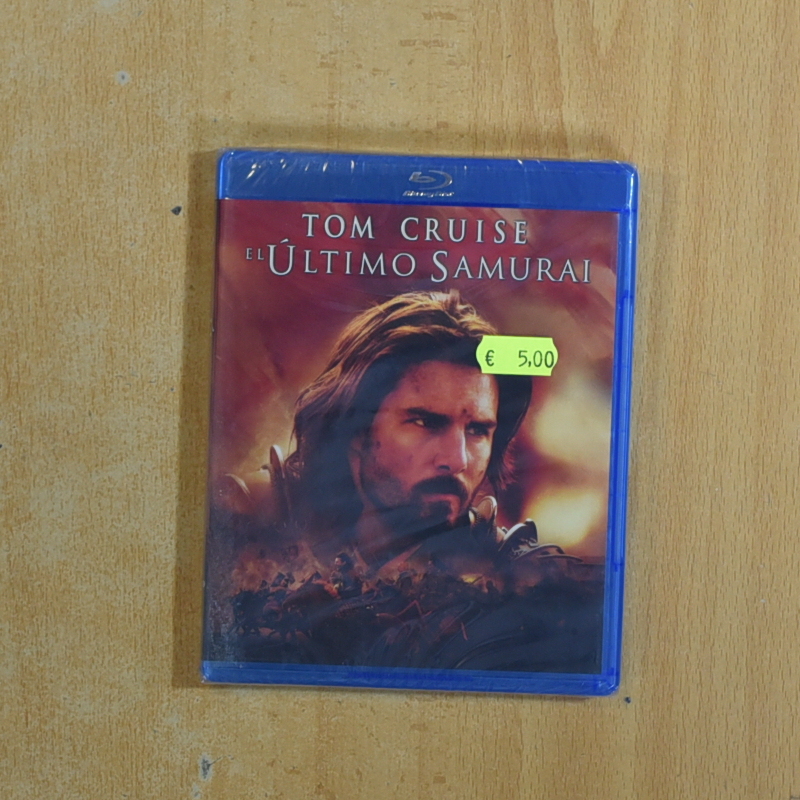 Blu-ray Disc
TOM CRUISE
EL ÚLTIMO SAMURAI
€ 5,00